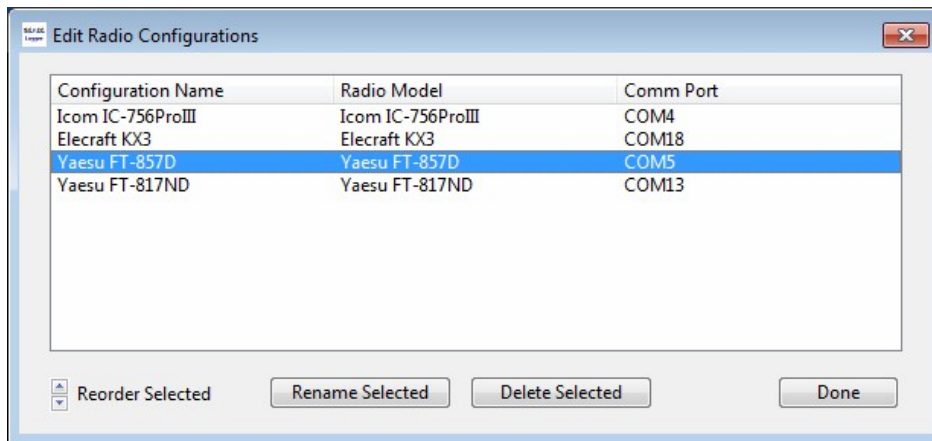 Edit Radio Configurations
Configuration Name Radio Model Comm Port
Icom IC-756ProIII Icom IC-756ProIII COM4
Elecraft KX3 Elecraft KX3 COM18
Yaesu FT-857D Yaesu FT-857D COM5
Yaesu FT-817ND Yaesu FT-817ND COM13
Reorder Selected Rename Selected Delete Selected Done